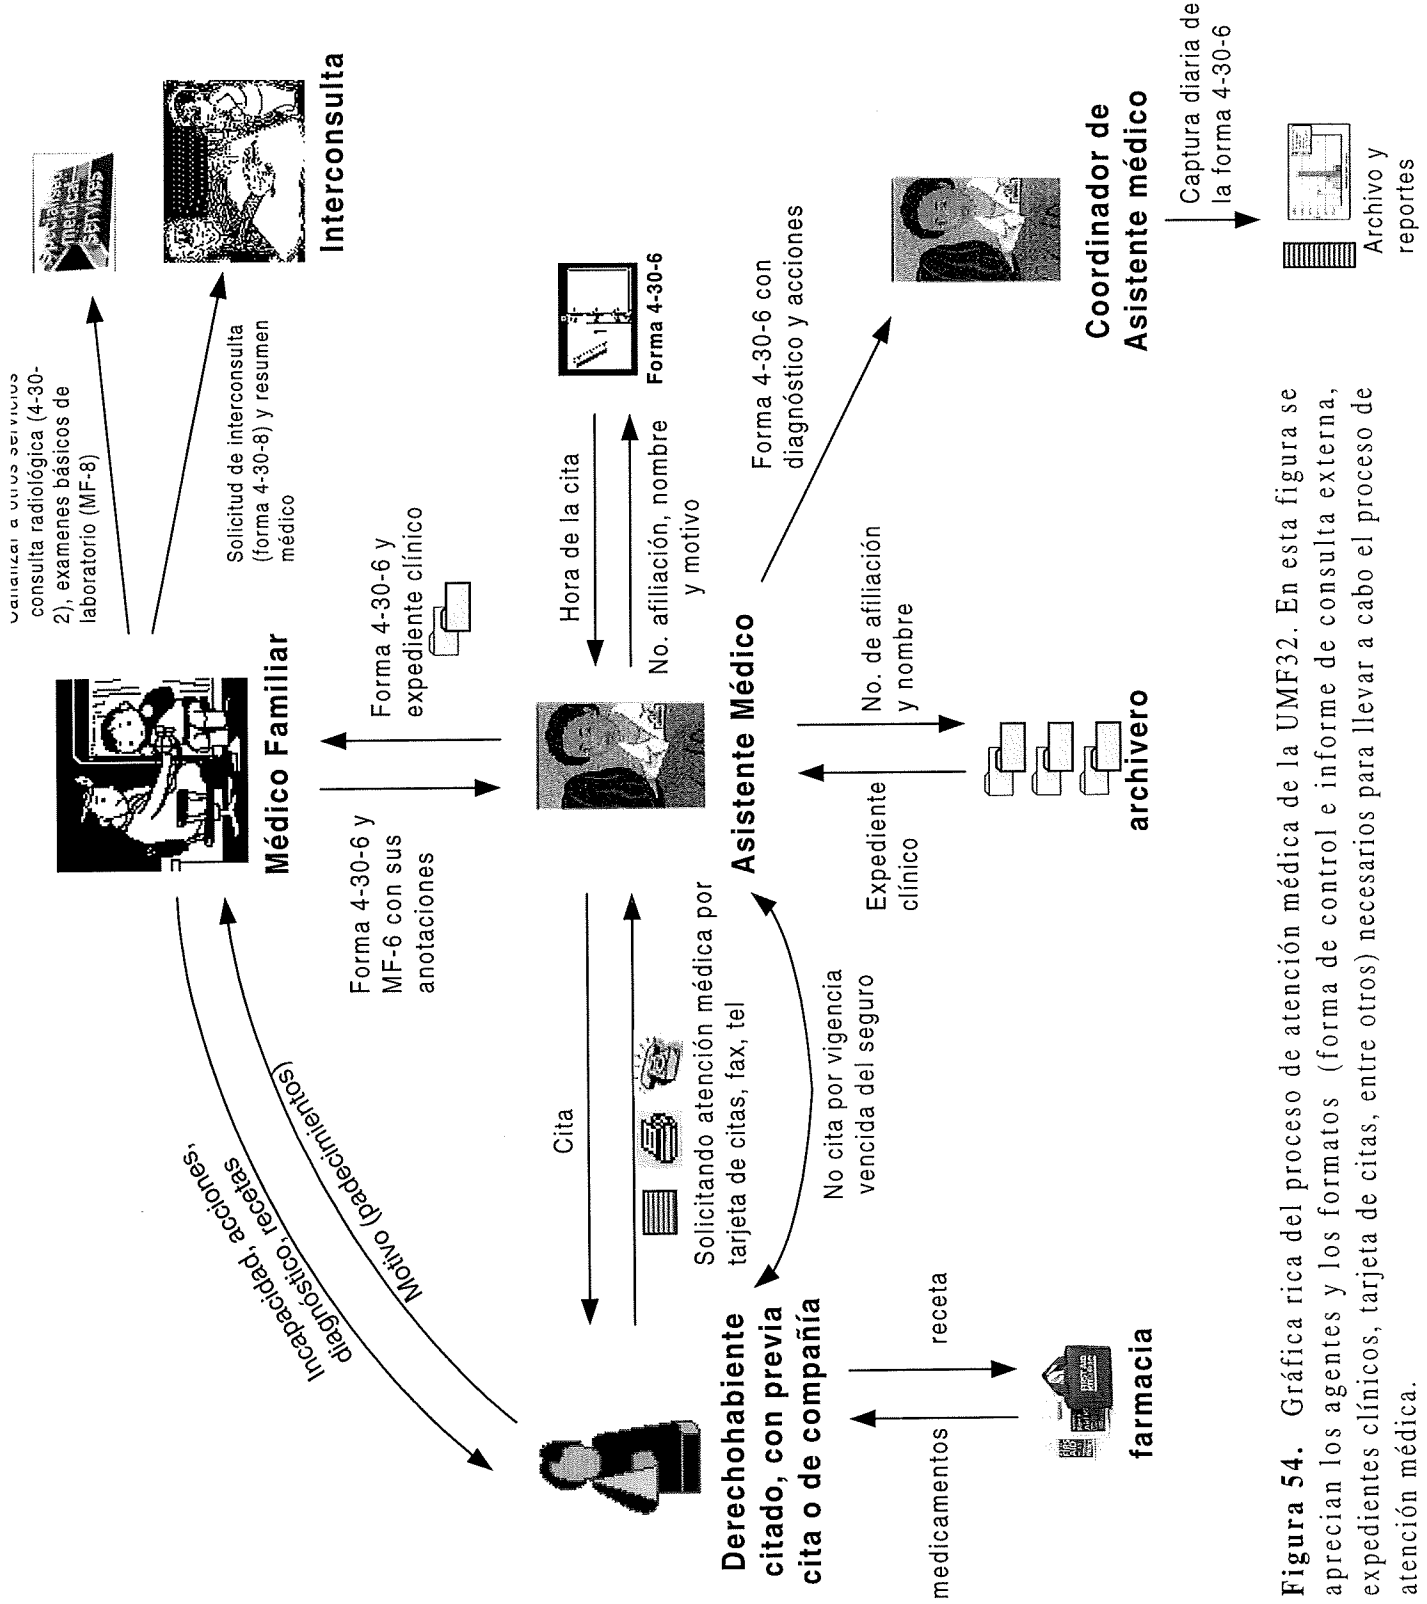 Canalizar a otros servicios
consulta radiológica (4-30-
2), examenes básicos de
laboratorio (MF-8)
Specialised
medical
services
Solicitud de interconsulta
(forma 4-30-8) y resumen
médico
Interconsulta
Médico Familiar
Incapacidad, acciones,
diagnóstico, recetas
Motivo (padecimientos)
Forma 4-30-6 y
MF-6 con sus
anotaciones
Forma 4-30-6 y
expediente clínico
Hora de la cita
No. afiliación, nombre
y motivo
Forma 4-30-6
Cita
Solicitando atención médica por
tarjeta de citas, fax, tel
Asistente Médico
Derechohabiente
citado, con previa
cita o de compañía
No cita por vigencia
vencida del seguro
Expediente
clínico
No. de afiliación
y nombre
archivero
Forma 4-30-6 con
diagnóstico y acciones
Coordinador de
Asistente médico
Captura diaria de
la forma 4-30-6
Archivo y
reportes
medicamentos
receta
farmacia
Figura 54. Gráfica rica del proceso de atención médica de la UMF32. En esta figura se
aprecian los agentes y los formatos (forma de control e informe de consulta externa,
expedientes clínicos, tarjeta de citas, entre otros) necesarios para llevar a cabo el proceso de
atención médica.